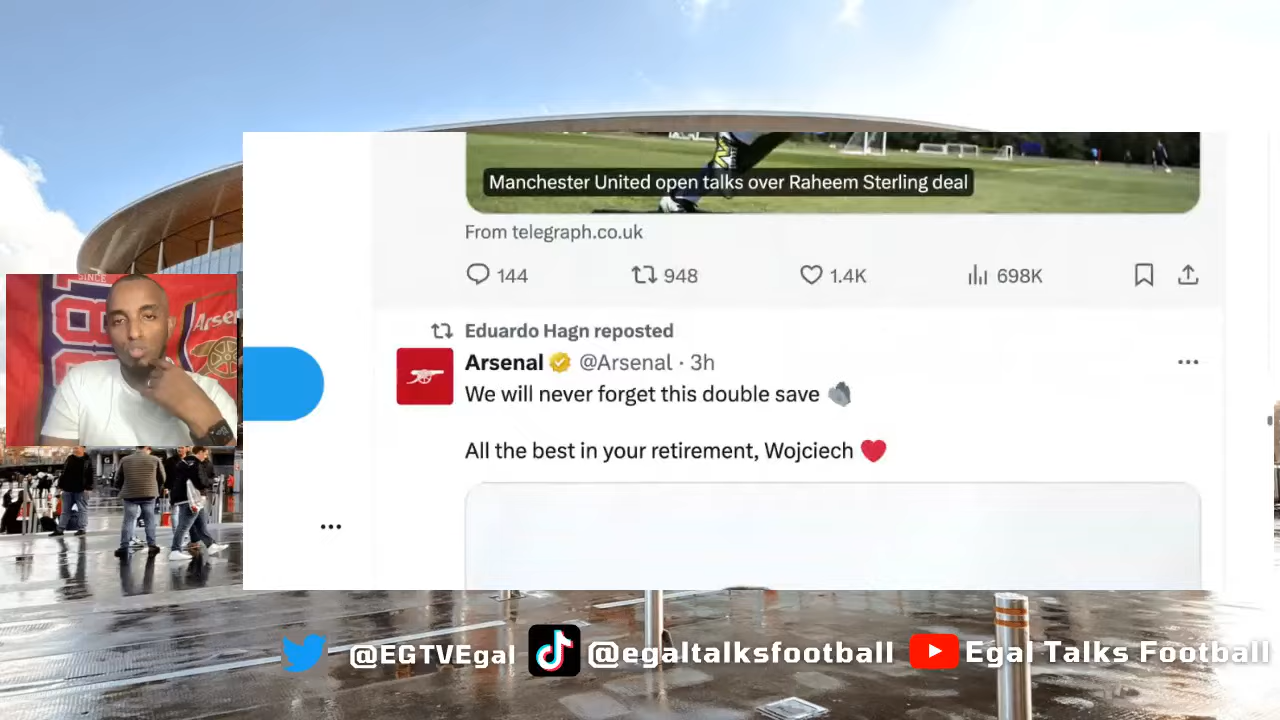 Manchester United open talks over Raheem Sterling deal
From telegraph.co.uk
144 948 1.4K 698K
Eduardo Hagn reposted
Arsenal @Arsenal · 3h
We will never forget this double save
All the best in your retirement, Wojciech
SINCE
Arsen
@EGTVEgal @egaltalksfootball Egal Talks Football